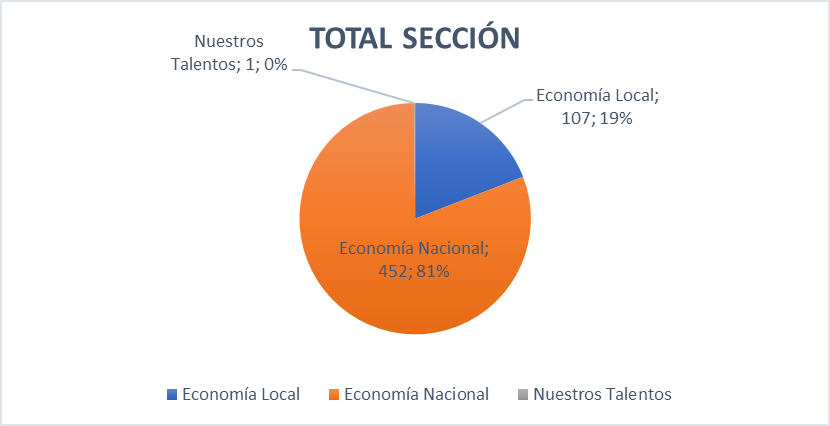 TOTAL SECCIÓN
Nuestros
Talentos; 1; 0%
Economía Local;
107; 19%
Economía Nacional;
452; 81%
Economía Local
Economía Nacional
Nuestros Talentos